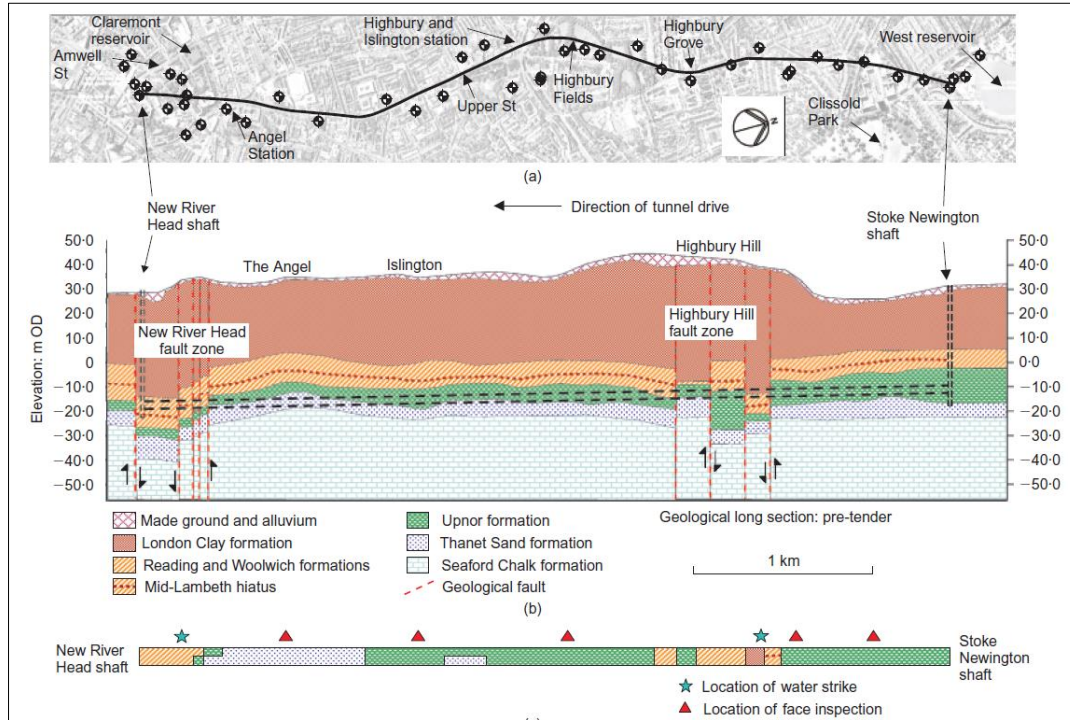 Claremont
reservoir
Amwell
St
Highbury and
Islington station
Highbury
Grove
West reservoir
Upper St
Highbury
Fields
Angel
Station
Clissold
Park
N
(a)
New River
Head shaft
Direction of tunnel drive
Stoke Newington
shaft
50·0
40·0
30·0
20·0
10·0
0
−10·0
−20·0
−30·0
−40·0
−50·0
Elevation: m OD
The Angel
Islington
Highbury Hill
New River Head
fault zone
Highbury Hill
fault zone
50·0
40·0
30·0
20·0
10·0
0·0
−10·0
−20·0
−30·0
−40·0
−50·0
Made ground and alluvium
London Clay formation
Reading and Woolwich formations
Mid-Lambeth hiatus
Upnor formation
Thanet Sand formation
Seaford Chalk formation
Geological fault
Geological long section: pre-tender
1 km
(b)
New River
Head shaft
Stoke
Newington
shaft
Location of water strike
Location of face inspection